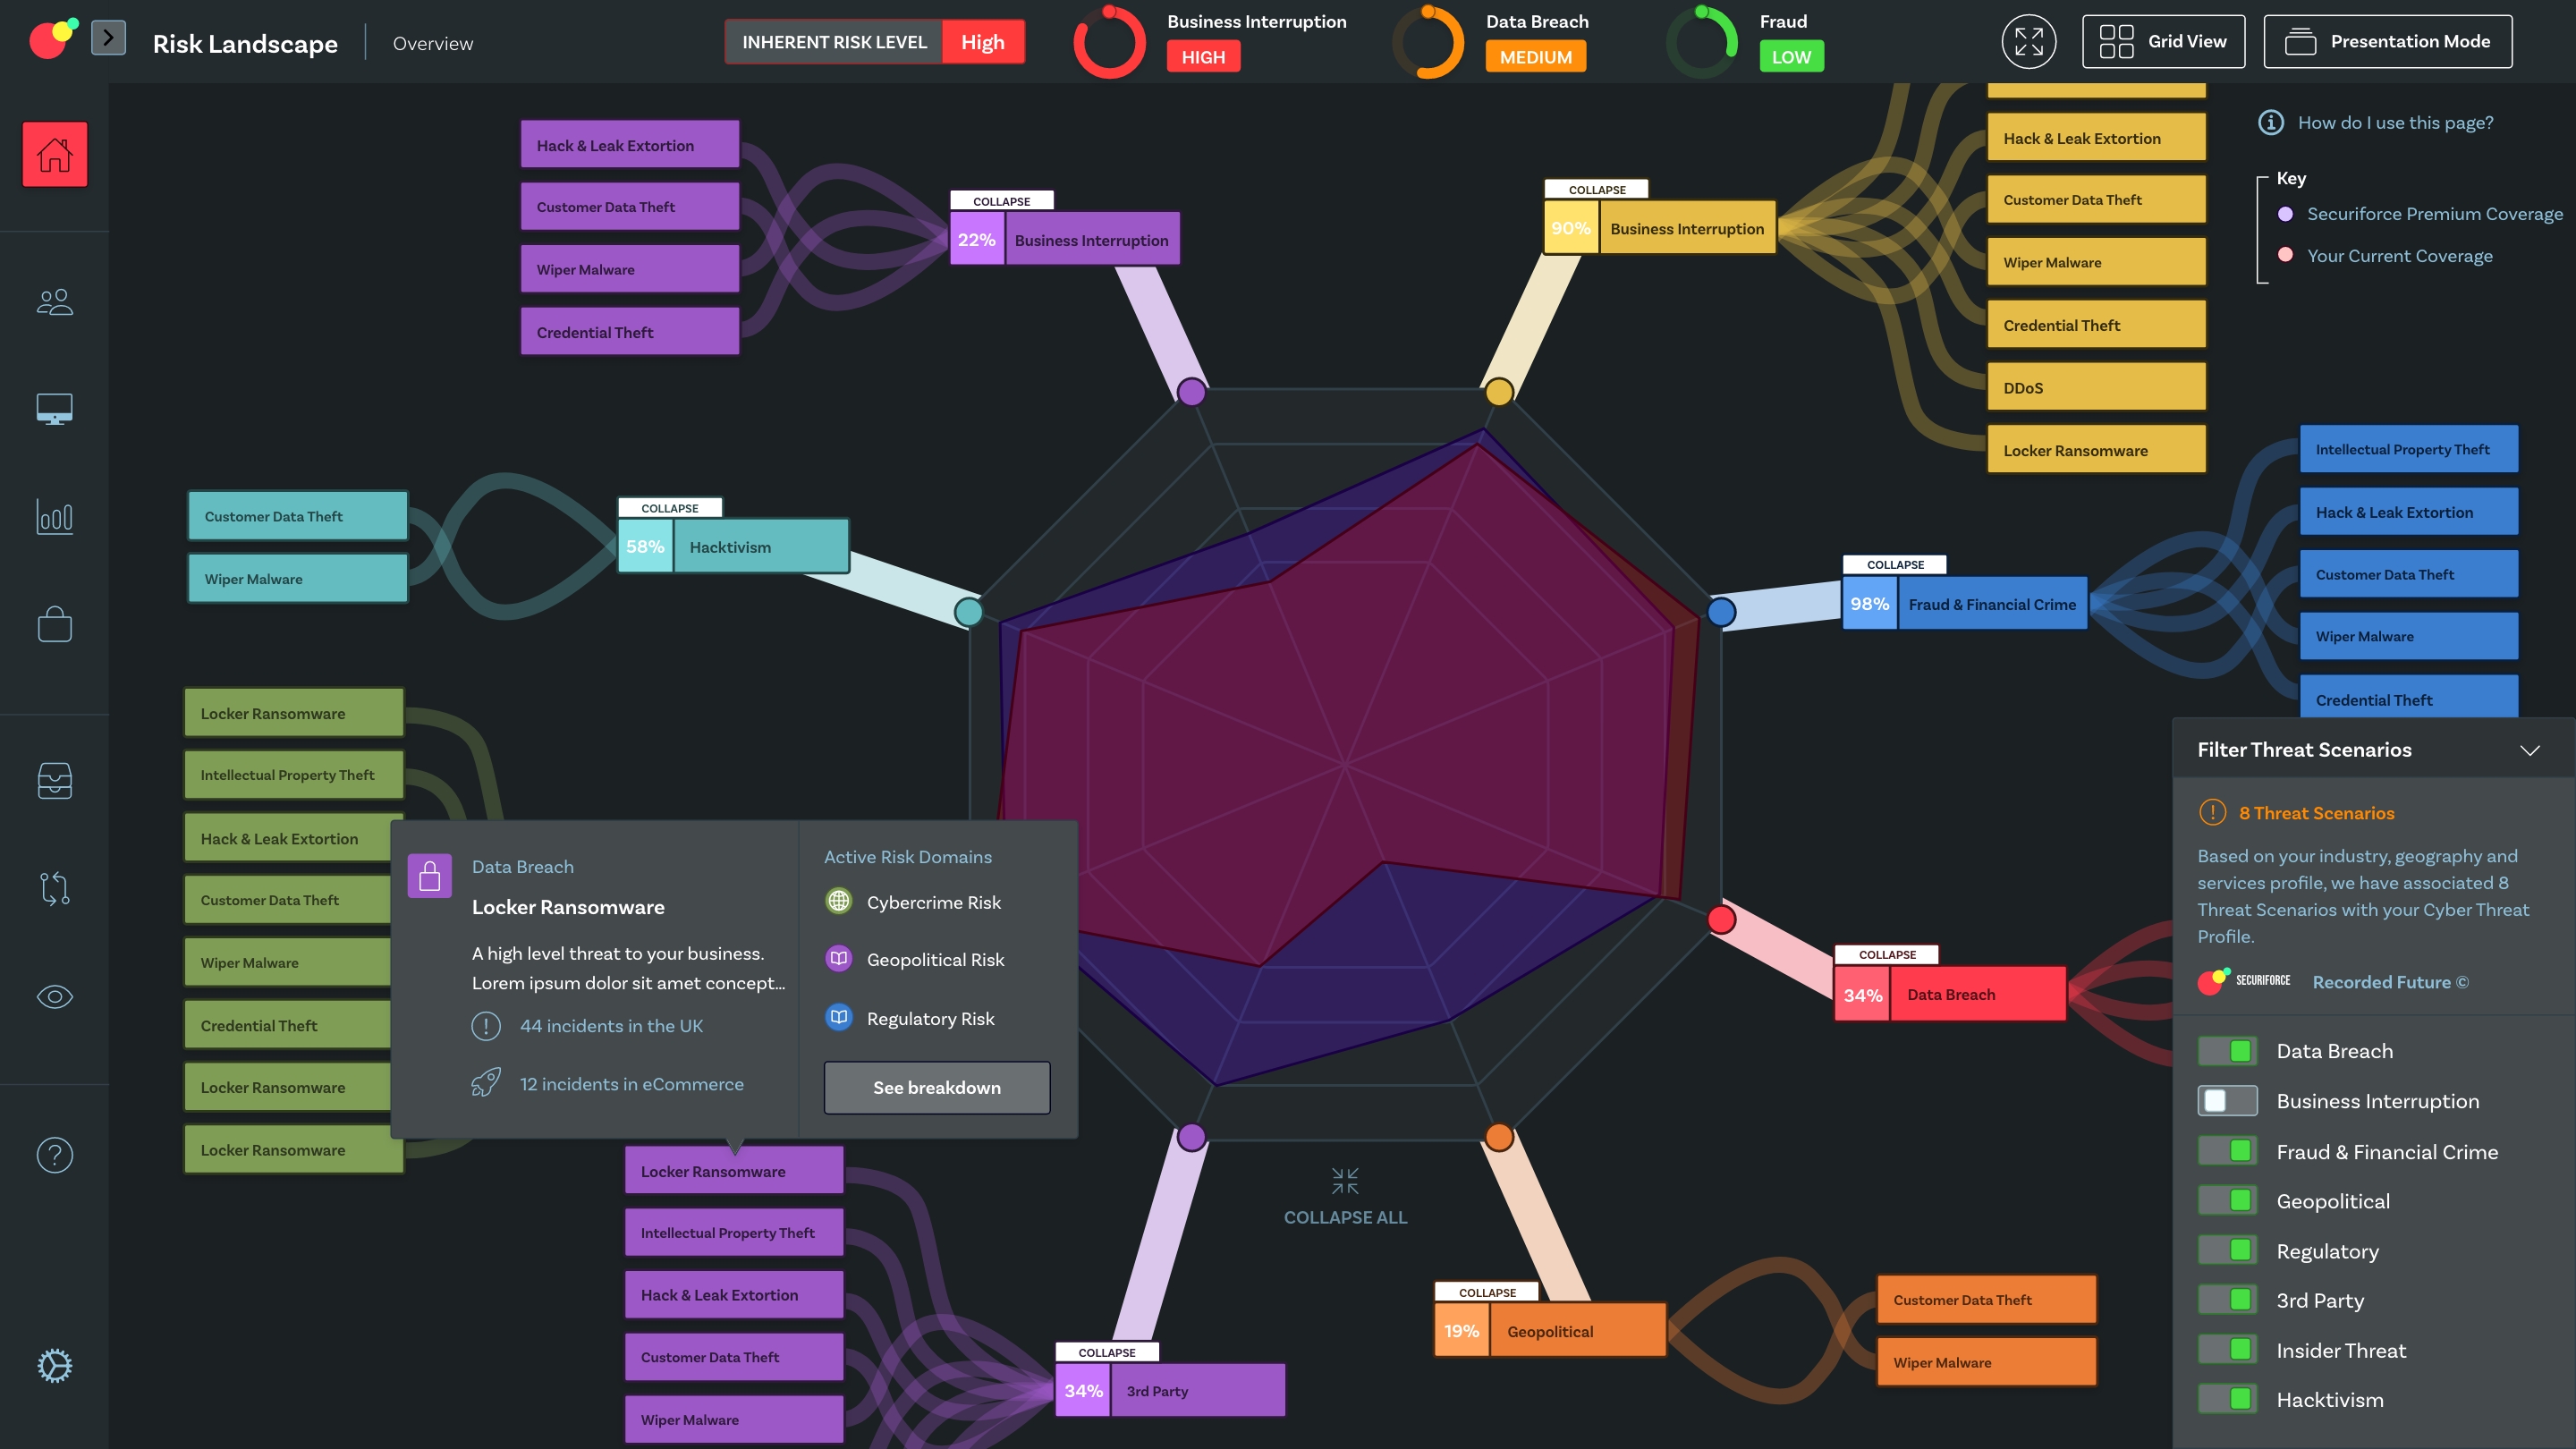 Risk Landscape
Overview
INHERENT RISK LEVEL
High
Business Interruption
HIGH
Data Breach
MEDIUM
Fraud
LOW
Grid View
Presentation Mode
How do I use this page?
Key
Securiforce Premium Coverage
Your Current Coverage
Hack & Leak Extortion
Customer Data Theft
Wiper Malware
Credential Theft
COLLAPSE
22%
Business Interruption
COLLAPSE
90%
Business Interruption
Hack & Leak Extortion
Customer Data Theft
Wiper Malware
Credential Theft
DDoS
Locker Ransomware
Customer Data Theft
Wiper Malware
COLLAPSE
58%
Hacktivism
COLLAPSE
98%
Fraud & Financial Crime
Intellectual Property Theft
Hack & Leak Extortion
Customer Data Theft
Wiper Malware
Credential Theft
Locker Ransomware
Intellectual Property Theft
Hack & Leak Extortion
Customer Data Theft
Wiper Malware
Credential Theft
Locker Ransomware
Locker Ransomware
Data Breach
Locker Ransomware
A high level threat to your business.
Lorem ipsum dolor sit amet concept...
44 incidents in the UK
12 incidents in eCommerce
Active Risk Domains
Cybercrime Risk
Geopolitical Risk
Regulatory Risk
See breakdown
COLLAPSE
34%
Data Breach
Locker Ransomware
Intellectual Property Theft
Hack & Leak Extortion
Customer Data Theft
Wiper Malware
COLLAPSE
34%
3rd Party
COLLAPSE ALL
COLLAPSE
19%
Geopolitical
Customer Data Theft
Wiper Malware
Filter Threat Scenarios
8 Threat Scenarios
Based on your industry, geography and
services profile, we have associated 8
Threat Scenarios with your Cyber Threat
Profile.
SECURIFORCE
Recorded Future ©
Data Breach
Business Interruption
Fraud & Financial Crime
Geopolitical
Regulatory
3rd Party
Insider Threat
Hacktivism